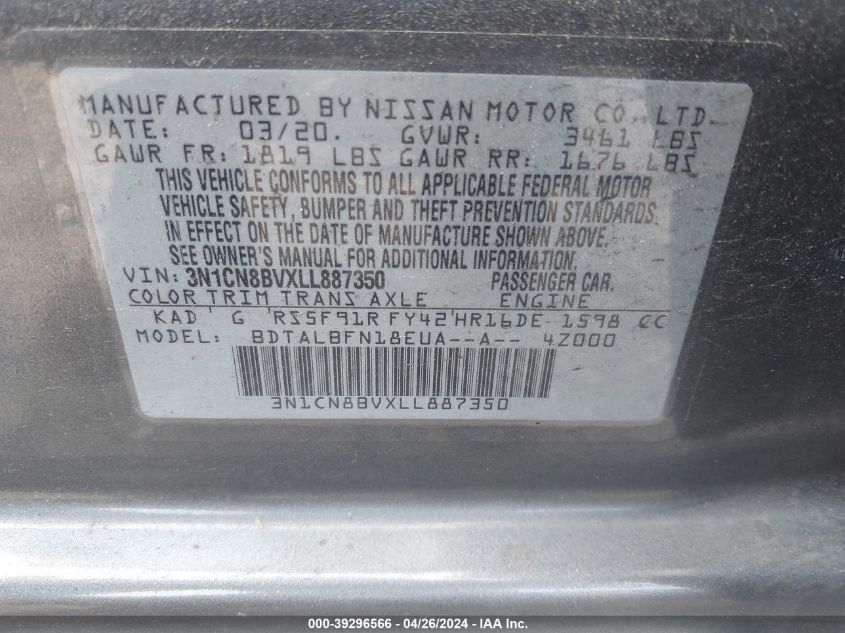 MANUFACTURED BY NISSAN MOTOR CO., LTD.
DATE: 03/20. GVWR: 3461 LBS
GAWR FR: 1819 LBS GAWR RR: 1676 LBS
THIS VEHICLE CONFORMS TO ALL APPLICABLE FEDERAL MOTOR
VEHICLE SAFETY, BUMPER AND THEFT PREVENTION STANDARDS
IN EFFECT ON THE DATE OF MANUFACTURE SHOWN ABOVE.
SEE OWNER'S MANUAL FOR ADDITIONAL INFORMATION.
VIN: 3N1CN8BVXLL887350 PASSENGER CAR.
COLOR TRIM TRANS AXLE ENGINE
KAD G RS5F91R FY42 HR16DE 1598 CC
MODEL: BDTALBFN18EUA--A-- 4Z000
3N1CN8BVXLL887350
000-39296566 - 04/26/2024 - IAA Inc.